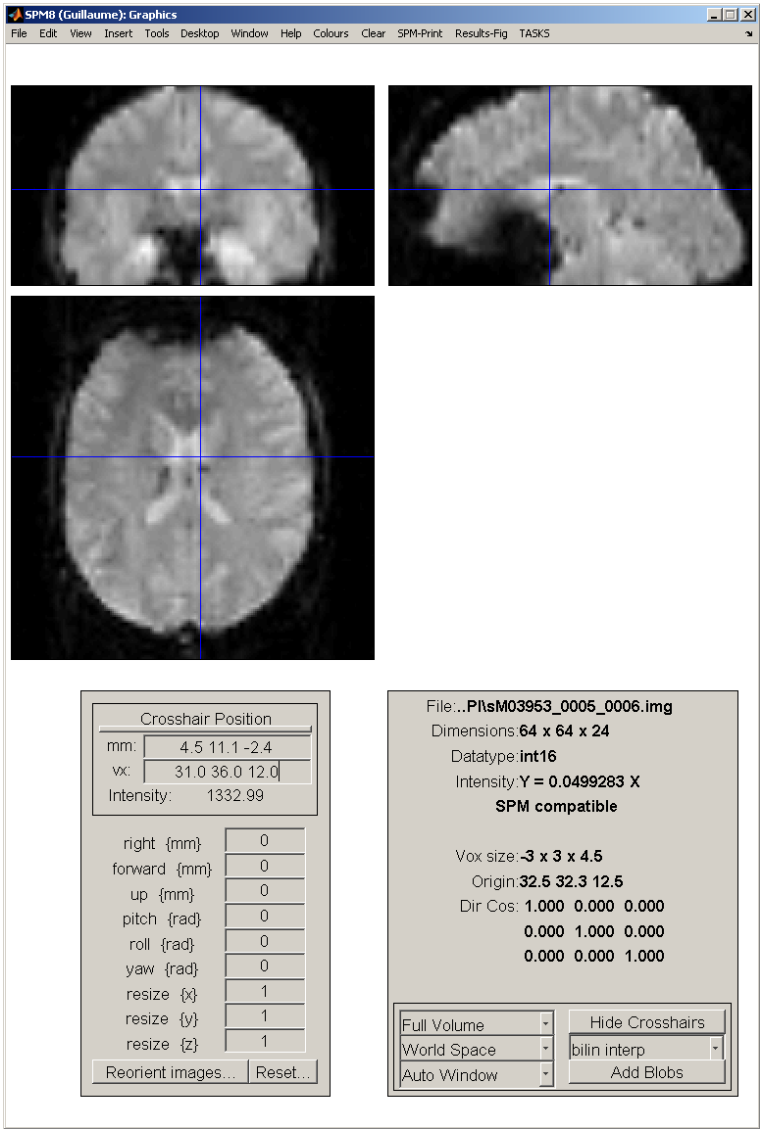 SPM8 (Guillaume): Graphics
File Edit View Insert Tools Desktop Window Help Colours Clear SPM-Print Results-Fig TASKS
Crosshair Position
mm: 4.5 11.1 -2.4
vx: 31.0 36.0 12.0
Intensity: 1332.99
right {mm} 0
forward {mm} 0
up {mm} 0
pitch {rad} 0
roll {rad} 0
yaw {rad} 0
resize {x} 1
resize {y} 1
resize {z} 1
Reorient images... Reset...
File:..PI\sM03953_0005_0006.img
Dimensions:64 x 64 x 24
Datatype:int16
Intensity:Y = 0.0499283 X
SPM compatible
Vox size:-3 x 3 x 4.5
Origin:32.5 32.3 12.5
Dir Cos: 1.000 0.000 0.000
0.000 1.000 0.000
0.000 0.000 1.000
Full Volume Hide Crosshairs
World Space bilin interp
Auto Window Add Blobs